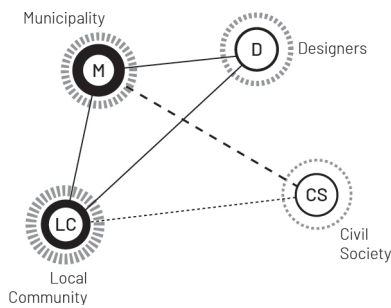 Municipality
M
D
Designers
LC
CS
Civil
Society
Local
Community